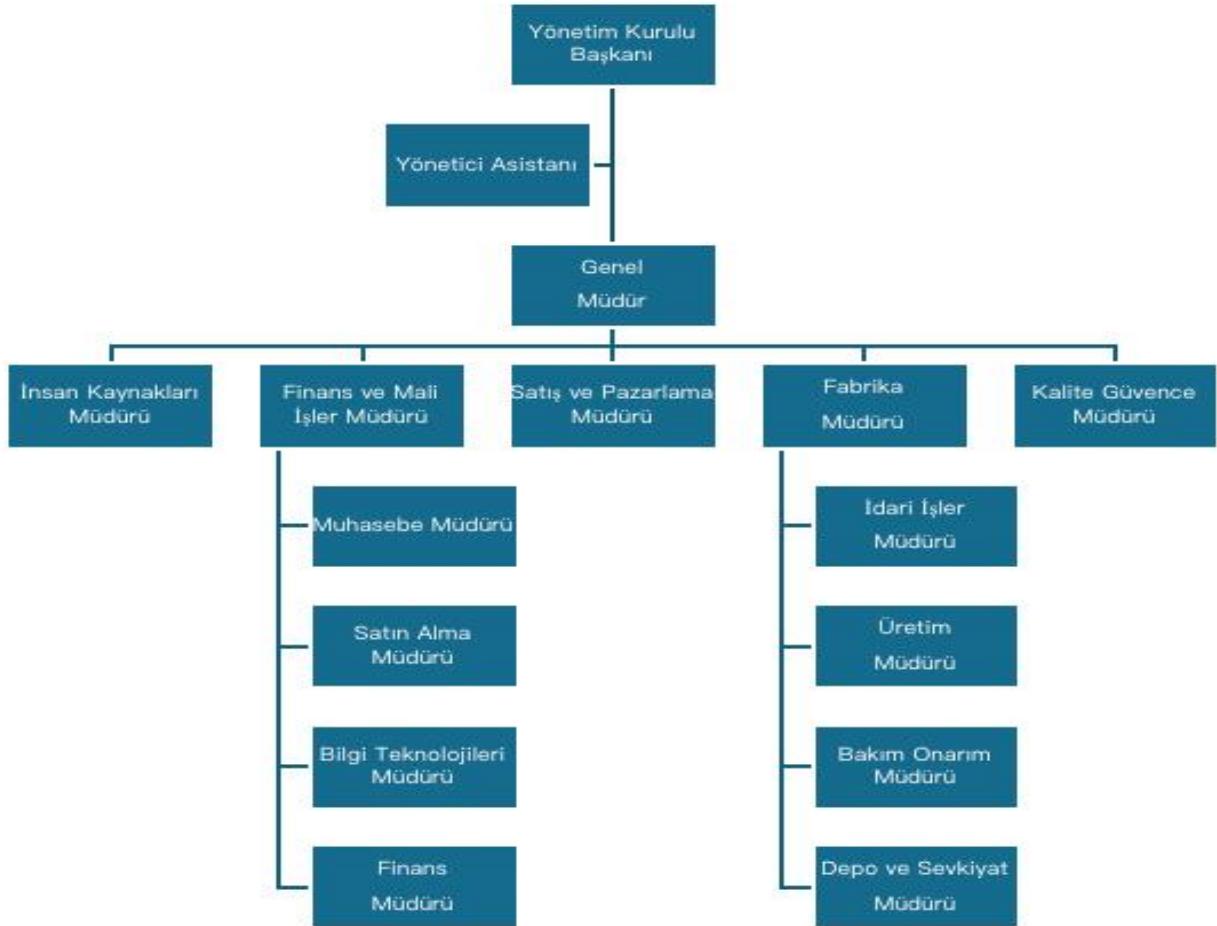 Yönetim Kurulu
Başkanı
Yönetici Asistanı
Genel
Müdür
İnsan Kaynakları
Müdürü
Finans ve Mali
İşler Müdürü
Satış ve Pazarlama
Müdürü
Fabrika
Müdürü
Kalite Güvence
Müdürü
Muhasebe Müdürü
Satın Alma
Müdürü
Bilgi Teknolojileri
Müdürü
Finans
Müdürü
İdari İşler
Müdürü
Üretim
Müdürü
Bakım Onarım
Müdürü
Depo ve Sevkiyat
Müdürü